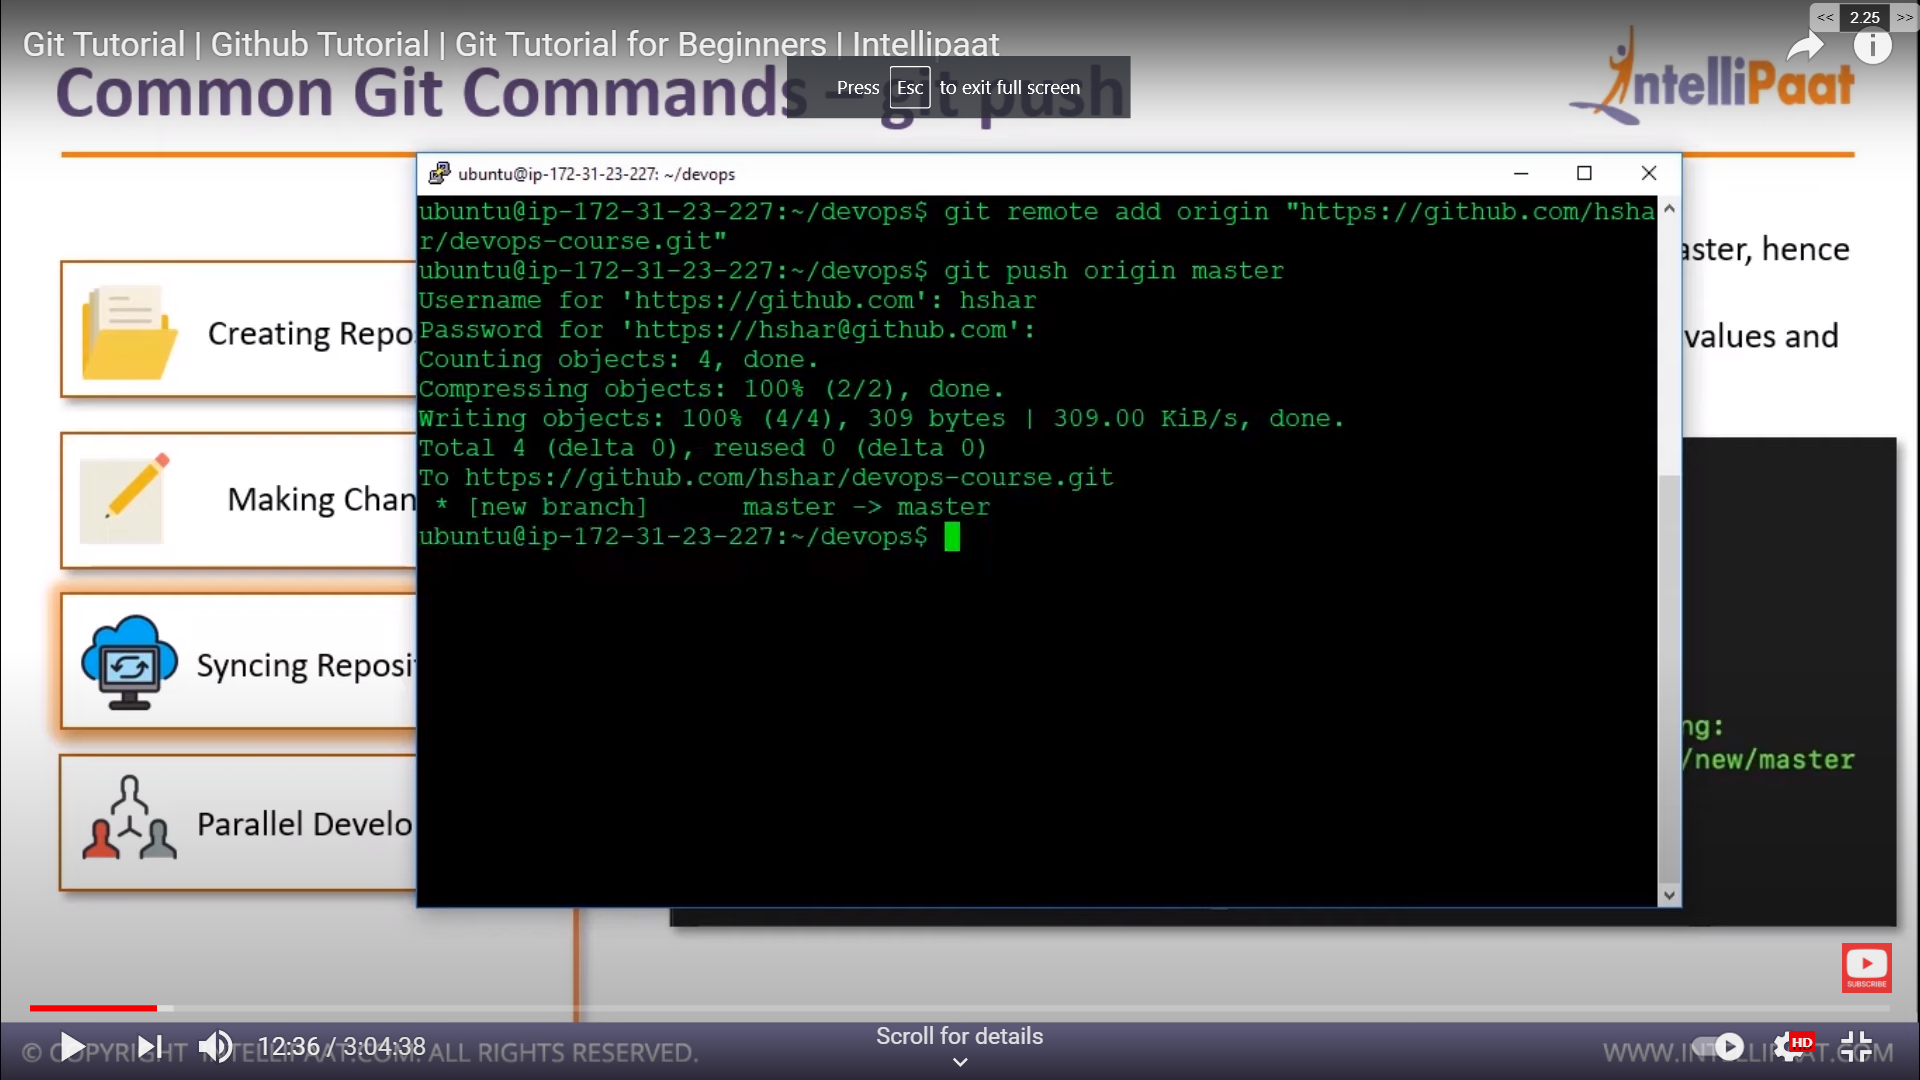 << 2.25 >>
Git Tutorial | Github Tutorial | Git Tutorial for Beginners | Intellipaat
Common Git Commands – git push
Press Esc to exit full screen
IntelliPaat
ubuntu@ip-172-31-23-227: ~/devops
ubuntu@ip-172-31-23-227:~/devops$ git remote add origin "https://github.com/hsha
r/devops-course.git"
ubuntu@ip-172-31-23-227:~/devops$ git push origin master
Username for 'https://github.com': hshar
Password for 'https://hshar@github.com':
Counting objects: 4, done.
Compressing objects: 100% (2/2), done.
Writing objects: 100% (4/4), 309 bytes | 309.00 KiB/s, done.
Total 4 (delta 0), reused 0 (delta 0)
To https://github.com/hshar/devops-course.git
* [new branch] master -> master
ubuntu@ip-172-31-23-227:~/devops$
Creating Repo
Making Chan
Syncing Reposi
Parallel Develo
aster, hence
values and
ng:
/new/master
SUBSCRIBE
12:36 / 3:04:38
Scroll for details
HD
© COPYRIGHT INTELLIPAAT.COM. ALL RIGHTS RESERVED.
WWW.INTELLIPAAT.COM